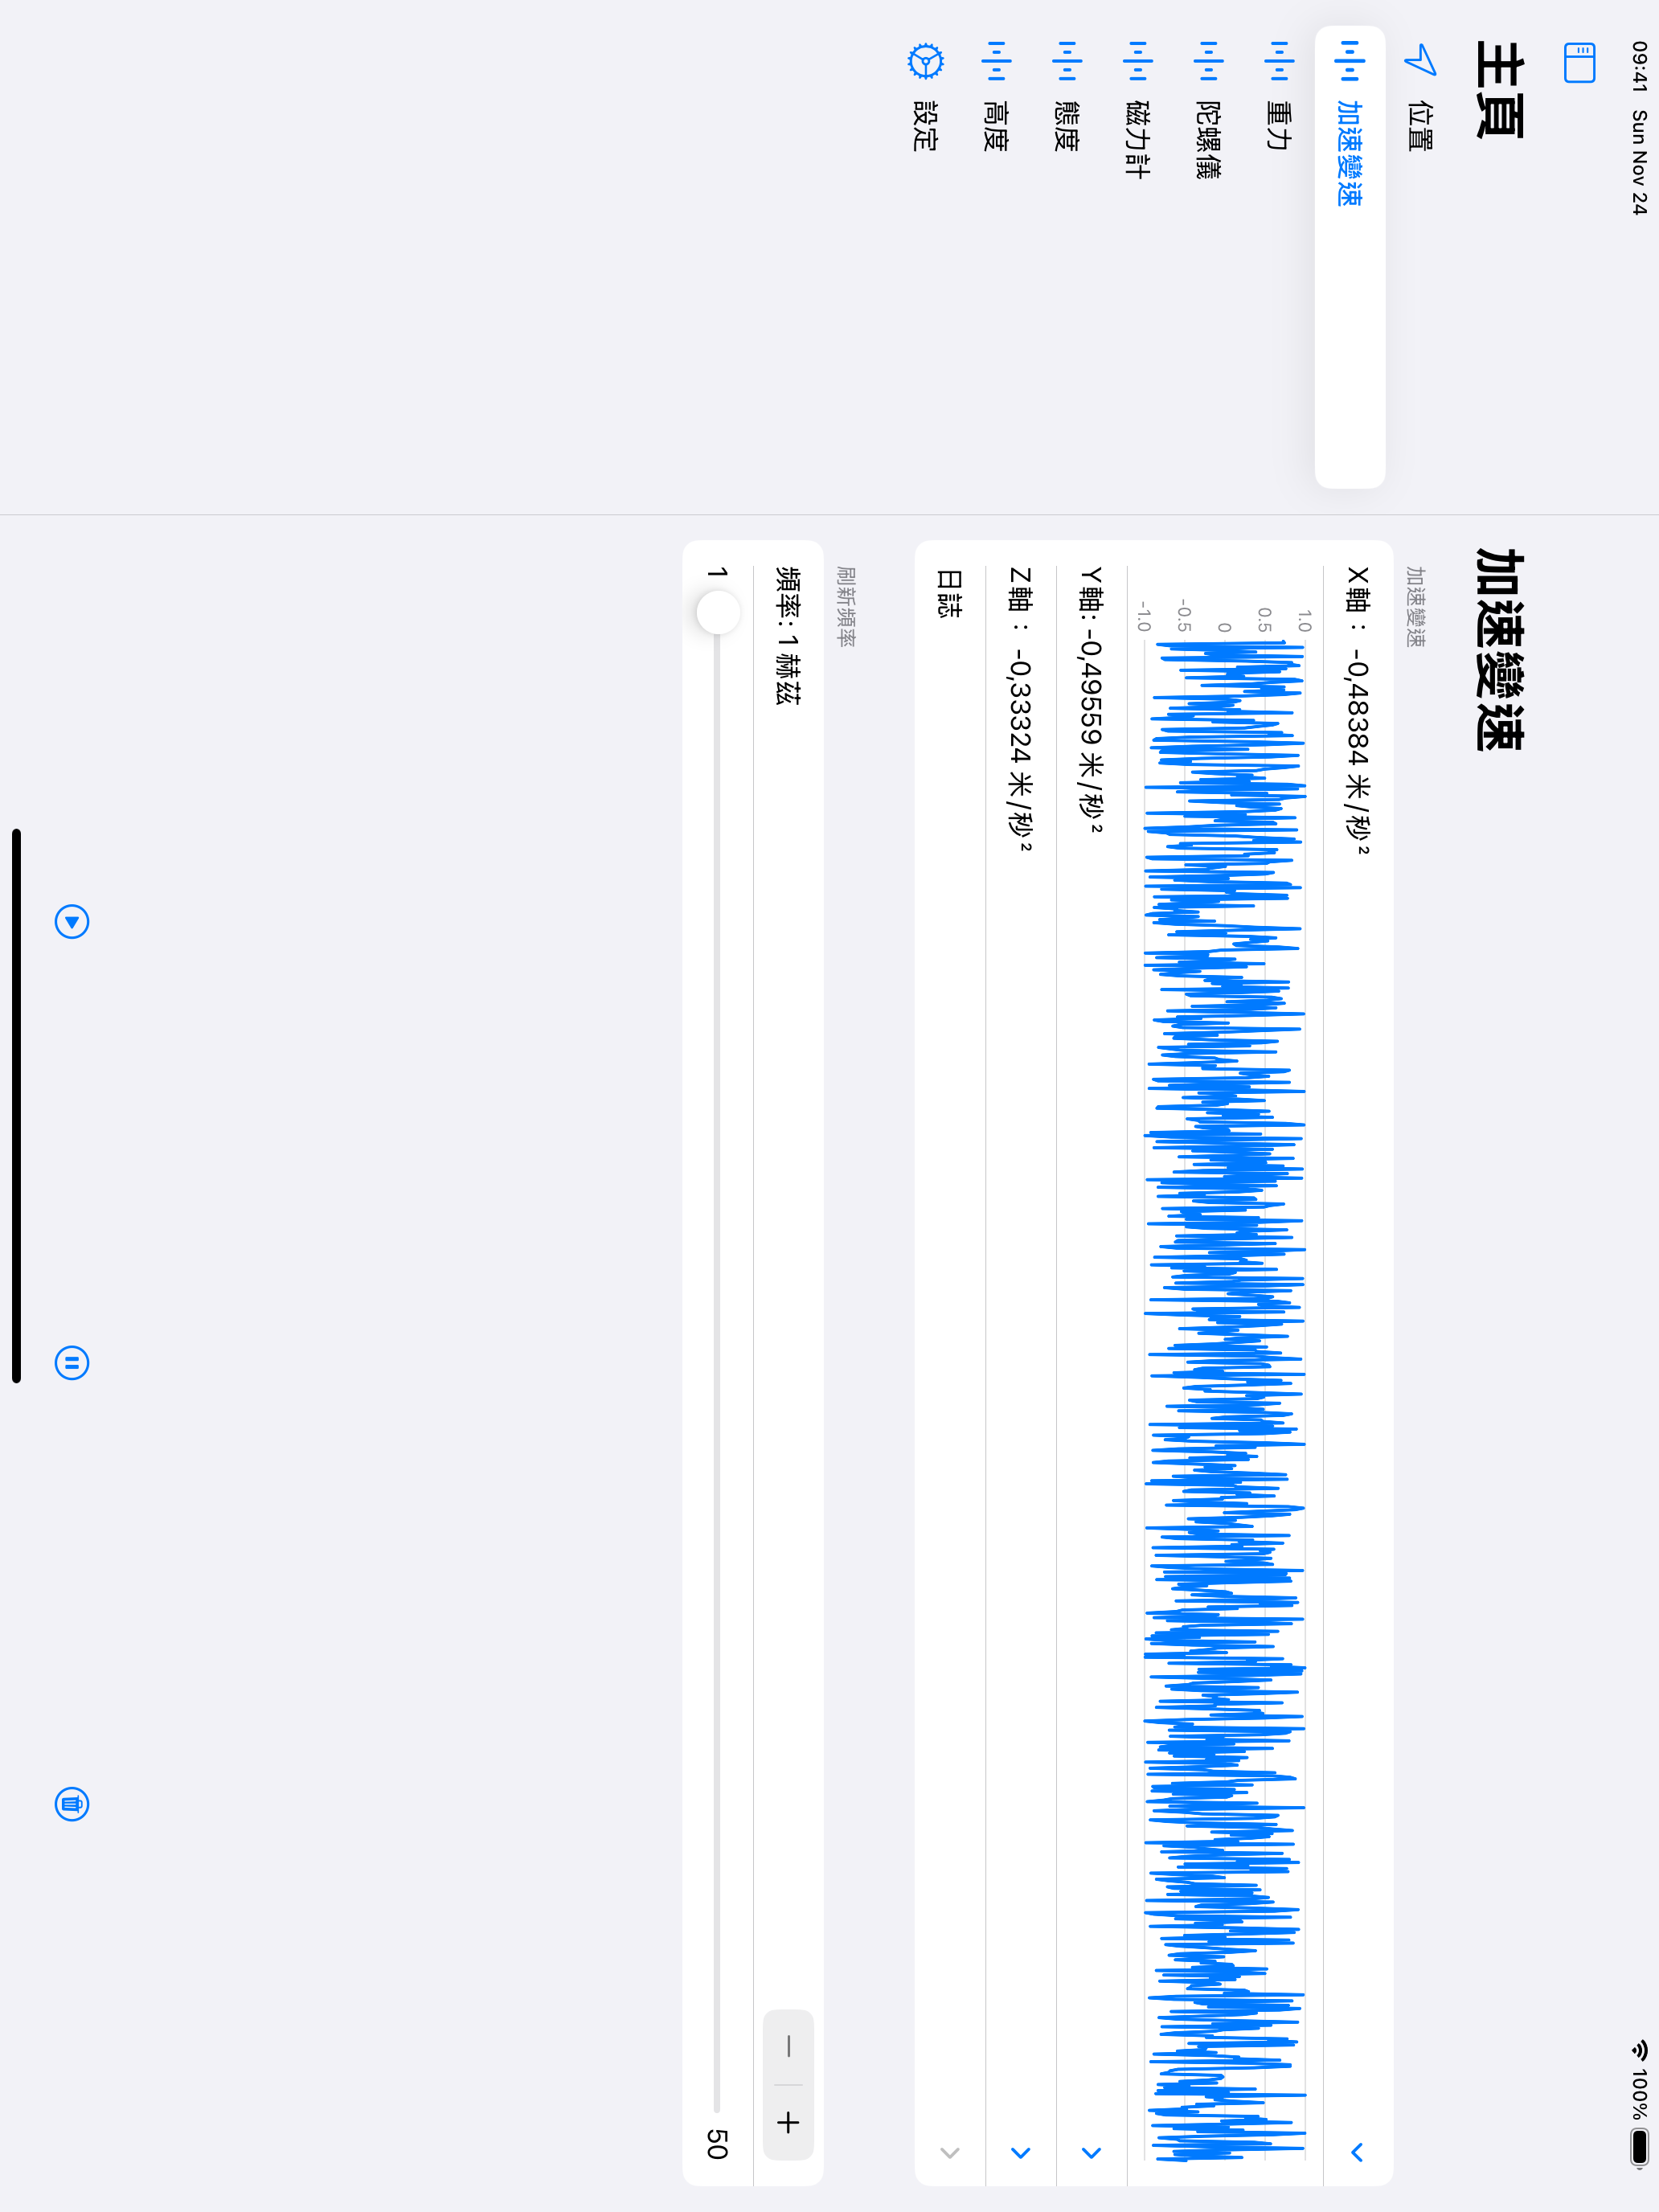 09:41 Sun Nov 24
100%
主頁
位置
加速變速
重力
陀螺儀
磁力計
態度
高度
設定
加速變速
加速變速
X 軸： -0,48384 米/秒²
1.0
0.5
0
-0.5
-1.0
Y 軸: -0,49559 米/秒²
Z 軸： -0,33324 米/秒²
日誌
刷新頻率
頻率: 1 赫茲
1
50